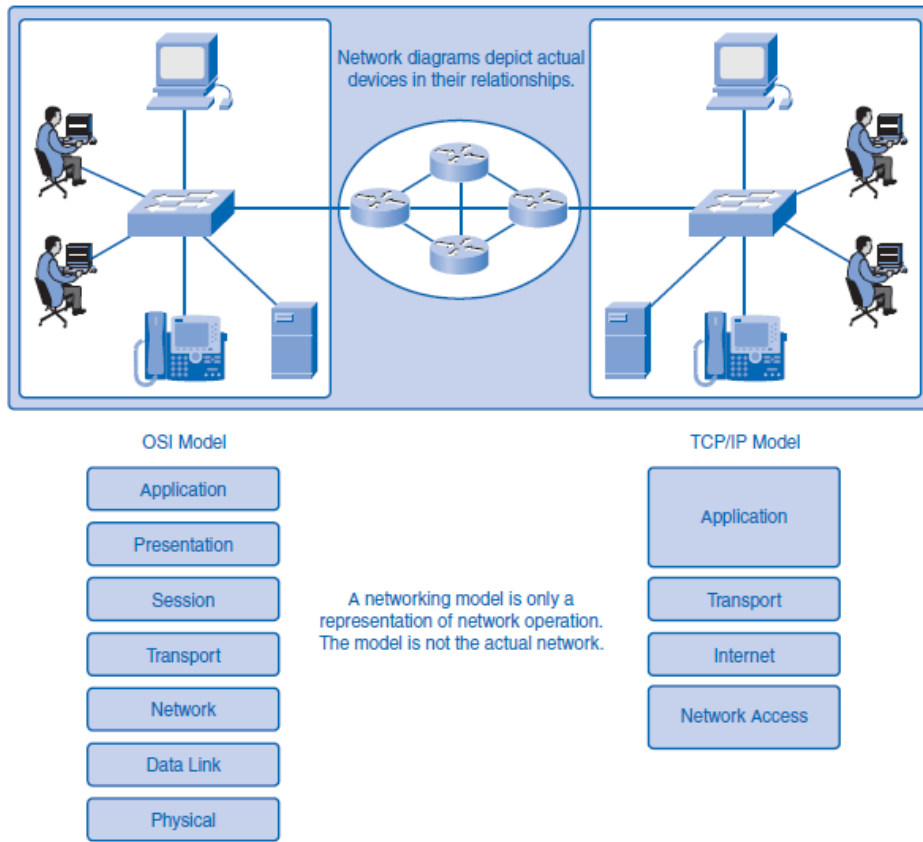 Network diagrams depict actual
devices in their relationships.
OSI Model
Application
Presentation
Session
Transport
Network
Data Link
Physical
A networking model is only a
representation of network operation.
The model is not the actual network.
TCP/IP Model
Application
Transport
Internet
Network Access